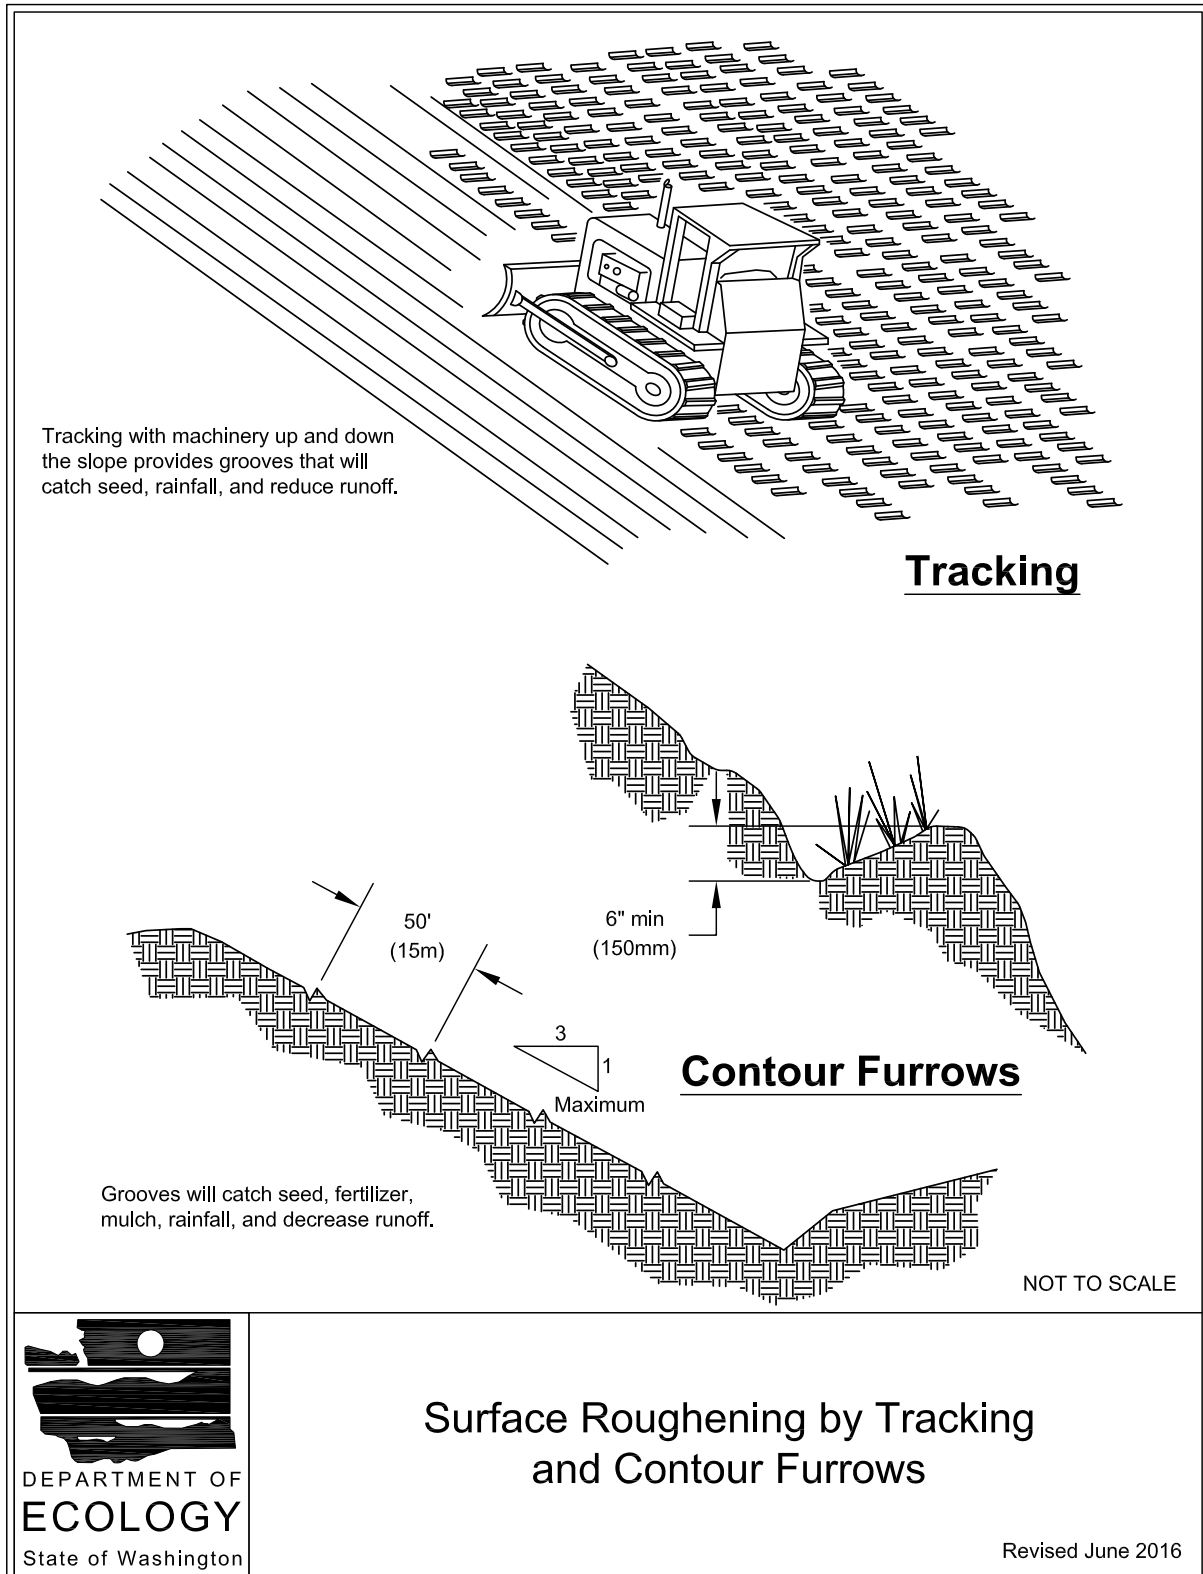 Tracking with machinery up and down
the slope provides grooves that will
catch seed, rainfall, and reduce runoff.
Tracking
6" min
(150mm)
50'
(15m)
3
1
Maximum
Contour Furrows
Grooves will catch seed, fertilizer,
mulch, rainfall, and decrease runoff.
NOT TO SCALE
DEPARTMENT OF
ECOLOGY
State of Washington
Surface Roughening by Tracking
and Contour Furrows
Revised June 2016